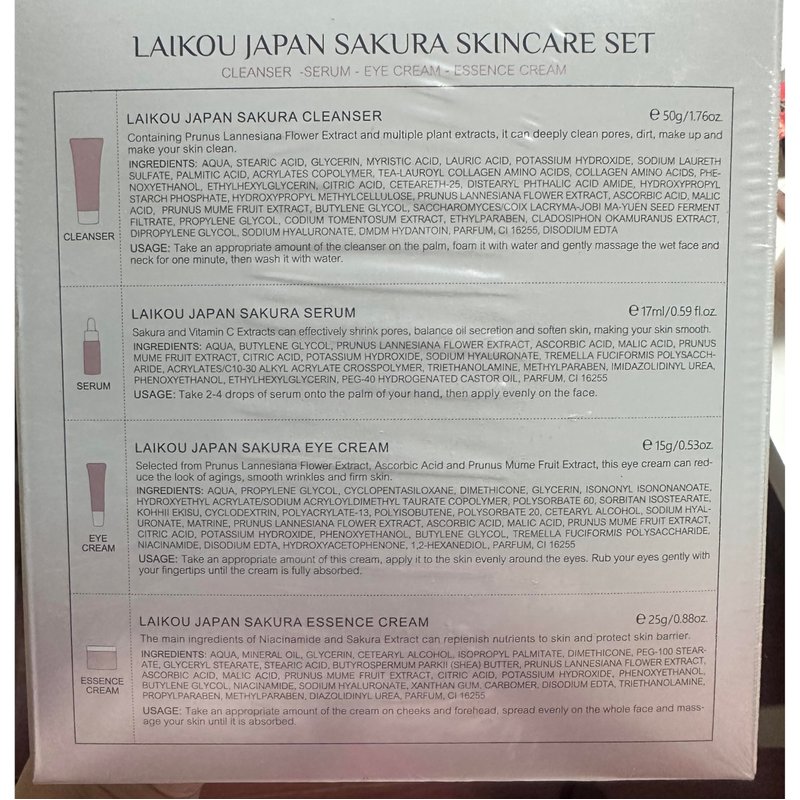 LAIKOU JAPAN SAKURA SKINCARE SET
CLEANSER -SERUM - EYE CREAM - ESSENCE CREAM
LAIKOU JAPAN SAKURA CLEANSER ℮ 50g/1.76oz.
Containing Prunus Lannesiana Flower Extract and multiple plant extracts, it can deeply clean pores, dirt, make up and
make your skin clean.
INGREDIENTS: AQUA, STEARIC ACID, GLYCERIN, MYRISTIC ACID, LAURIC ACID, POTASSIUM HYDROXIDE, SODIUM LAURETH
SULFATE, PALMITIC ACID, ACRYLATES COPOLYMER, TEA-LAUROYL COLLAGEN AMINO ACIDS, COLLAGEN AMINO ACIDS, PHE-
NOXYETHANOL, ETHYLHEXYLGLYCERIN, CITRIC ACID, CETEARETH-25, DISTEARYL PHTHALIC ACID AMIDE, HYDROXYPROPYL
STARCH PHOSPHATE, HYDROXYPROPYL METHYLCELLULOSE, PRUNUS LANNESIANA FLOWER EXTRACT, ASCORBIC ACID, MALIC
ACID, PRUNUS MUME FRUIT EXTRACT, BUTYLENE GLYCOL, SACCHAROMYCES/COIX LACRYMA-JOBI MA-YUEN SEED FERMENT
FILTRATE, PROPYLENE GLYCOL, CODIUM TOMENTOSUM EXTRACT, ETHYLPARABEN, CLADOSIPHON OKAMURANUS EXTRACT,
DIPROPYLENE GLYCOL, SODIUM HYALURONATE, DMDM HYDANTOIN, PARFUM, CI 16255, DISODIUM EDTA
USAGE: Take an appropriate amount of the cleanser on the palm, foam it with water and gently massage the wet face and
neck for one minute, then wash it with water.
CLEANSER
LAIKOU JAPAN SAKURA SERUM ℮ 17ml/0.59 fl.oz.
Sakura and Vitamin C Extracts can effectively shrink pores, balance oil secretion and soften skin, making your skin smooth.
INGREDIENTS: AQUA, BUTYLENE GLYCOL, PRUNUS LANNESIANA FLOWER EXTRACT, ASCORBIC ACID, MALIC ACID, PRUNUS
MUME FRUIT EXTRACT, CITRIC ACID, POTASSIUM HYDROXIDE, SODIUM HYALURONATE, TREMELLA FUCIFORMIS POLYSACCH-
ARIDE, ACRYLATES/C10-30 ALKYL ACRYLATE CROSSPOLYMER, TRIETHANOLAMINE, METHYLPARABEN, IMIDAZOLIDINYL UREA,
PHENOXYETHANOL, ETHYLHEXYLGLYCERIN, PEG-40 HYDROGENATED CASTOR OIL, PARFUM, CI 16255
USAGE: Take 2-4 drops of serum onto the palm of your hand, then apply evenly on the face.
SERUM
LAIKOU JAPAN SAKURA EYE CREAM ℮ 15g/0.53oz.
Selected from Prunus Lannesiana Flower Extract, Ascorbic Acid and Prunus Mume Fruit Extract, this eye cream can red-
uce the look of agings, smooth wrinkles and firm skin.
INGREDIENTS: AQUA, PROPYLENE GLYCOL, CYCLOPENTASILOXANE, DIMETHICONE, GLYCERIN, ISONONYL ISONONANOATE,
HYDROXYETHYL ACRYLATE/SODIUM ACRYLOYLDIMETHYL TAURATE COPOLYMER, POLYSORBATE 60, SORBITAN ISOSTEARATE,
KOHHII EKISU, CYCLODEXTRIN, POLYACRYLATE-13, POLYISOBUTENE, POLYSORBATE 20, CETEARYL ALCOHOL, SODIUM HYAL-
URONATE, MATRINE, PRUNUS LANNESIANA FLOWER EXTRACT, ASCORBIC ACID, MALIC ACID, PRUNUS MUME FRUIT EXTRACT,
CITRIC ACID, POTASSIUM HYDROXIDE, PHENOXYETHANOL, BUTYLENE GLYCOL, TREMELLA FUCIFORMIS POLYSACCHARIDE,
NIACINAMIDE, DISODIUM EDTA, HYDROXYACETOPHENONE, 1,2-HEXANEDIOL, PARFUM, CI 16255
USAGE: Take an appropriate amount of this cream, apply it to the skin evenly around the eyes. Rub your eyes gently with
your fingertips until the cream is fully absorbed.
EYE
CREAM
LAIKOU JAPAN SAKURA ESSENCE CREAM ℮ 25g/0.88oz.
The main ingredients of Niacinamide and Sakura Extract can replenish nutrients to skin and protect skin barrier.
INGREDIENTS: AQUA, MINERAL OIL, GLYCERIN, CETEARYL ALCOHOL, ISOPROPYL PALMITATE, DIMETHICONE, PEG-100 STEAR-
ATE, GLYCERYL STEARATE, STEARIC ACID, BUTYROSPERMUM PARKII (SHEA) BUTTER, PRUNUS LANNESIANA FLOWER EXTRACT,
ASCORBIC ACID, MALIC ACID, PRUNUS MUME FRUIT EXTRACT, CITRIC ACID, POTASSIUM HYDROXIDE, PHENOXYETHANOL,
BUTYLENE GLYCOL, NIACINAMIDE, SODIUM HYALURONATE, XANTHAN GUM, CARBOMER, DISODIUM EDTA, TRIETHANOLAMINE,
PROPYLPARABEN, METHYLPARABEN, DIAZOLIDINYL UREA, PARFUM, CI 16255
USAGE: Take an appropriate amount of the cream on cheeks and forehead, spread evenly on the whole face and mass-
age your skin until it is absorbed.
ESSENCE
CREAM